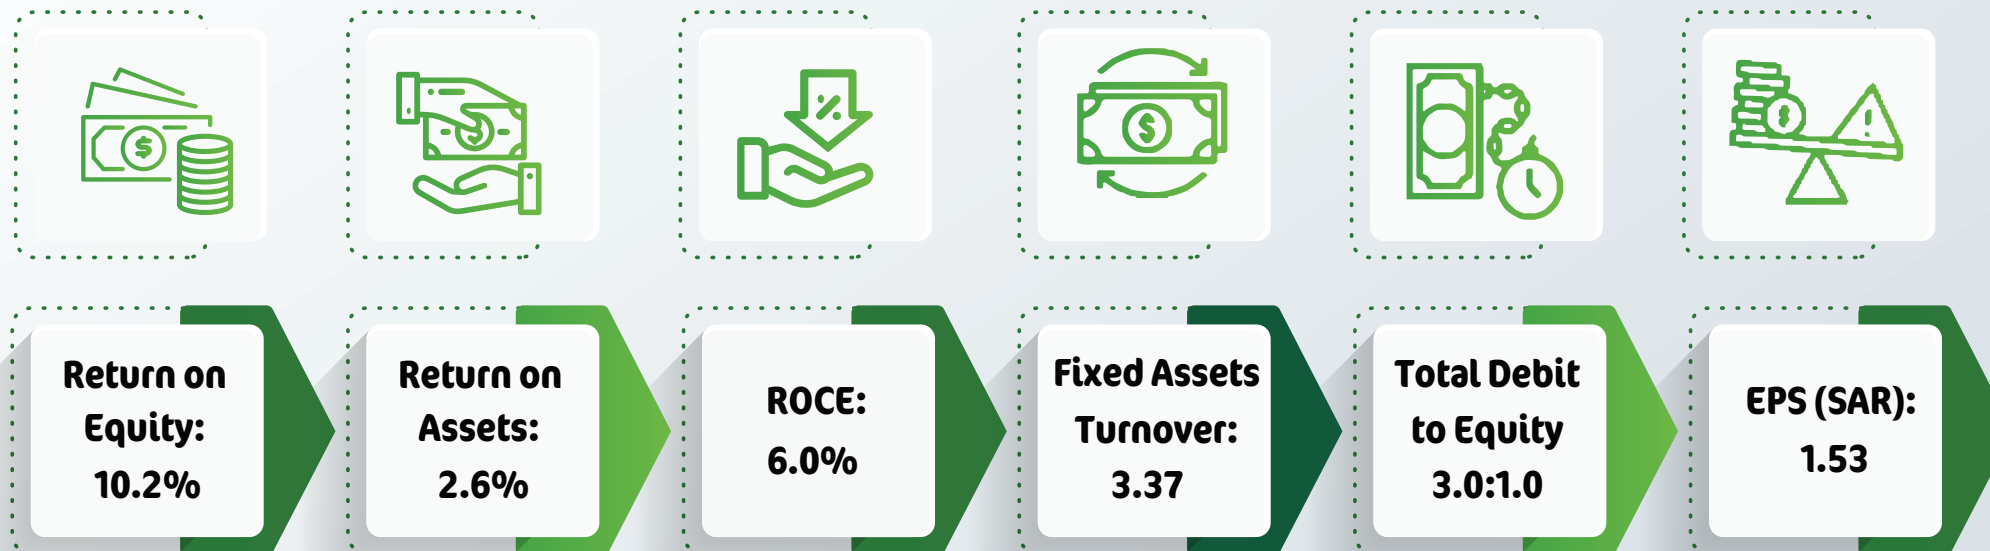 Return on
Equity:
10.2%
Return on
Assets:
2.6%
ROCE:
6.0%
Fixed Assets
Turnover:
3.37
Total Debit
to Equity
3.0:1.0
EPS (SAR):
1.53